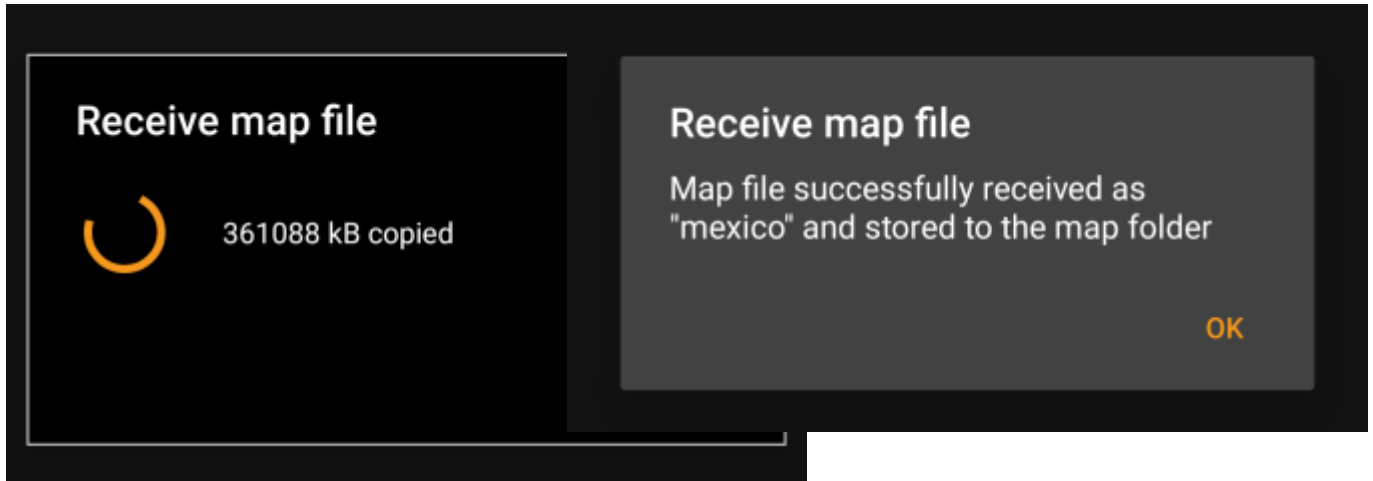 Receive map file
361088 kB copied
Receive map file
Map file successfully received as
"mexico" and stored to the map folder
OK